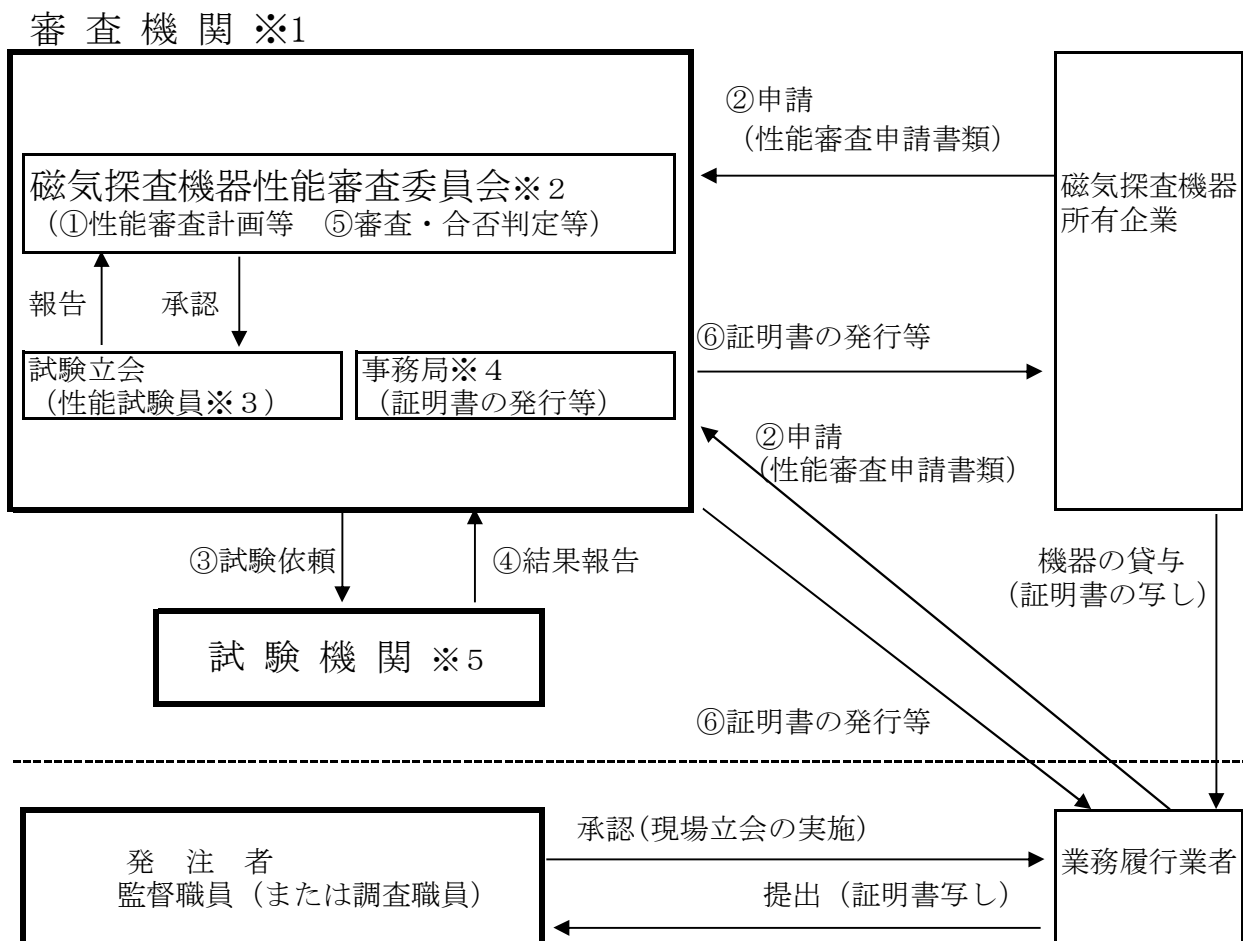 審 査 機 関 ※1
②申請
（性能審査申請書類）
磁気探査機器性能審査委員会※２
（①性能審査計画等　⑤審査・合否判定等）
磁気探査機器
所有企業
報告
承認
⑥証明書の発行等
試験立会
（性能試験員※３）
事務局※４
（証明書の発行等）
②申請
（性能審査申請書類）
③試験依頼
④結果報告
機器の貸与
（証明書の写し）
試 験 機 関 ※5
⑥証明書の発行等
承認（現場立会の実施）
発　注　者
監督職員（または調査職員）
業務履行業者
提出（証明書写し）